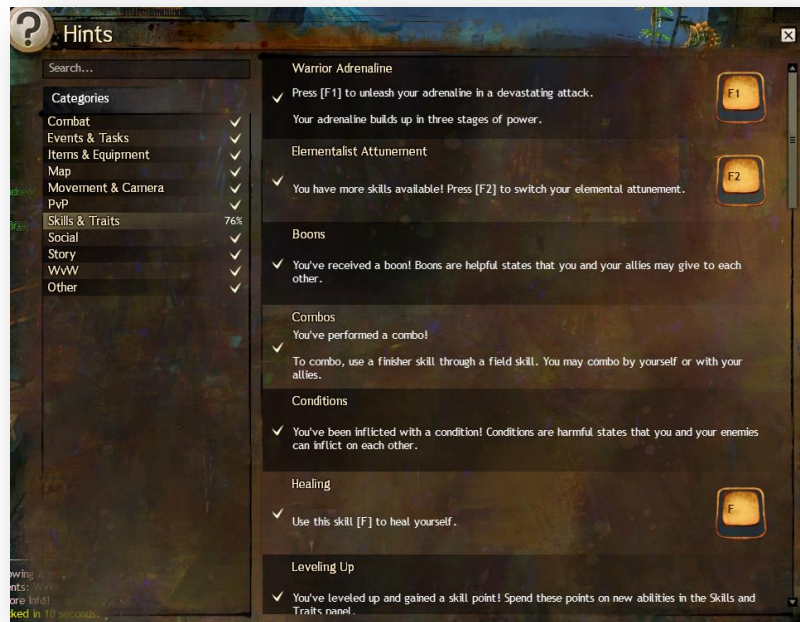 Hints
Search...
Categories
Combat
Events & Tasks
Items & Equipment
Map
Movement & Camera
PvP
Skills & Traits 76%
Social
Story
WvW
Other
Warrior Adrenaline
Press [F1] to unleash your adrenaline in a devastating attack.
Your adrenaline builds up in three stages of power.
F1
Elementalist Attunement
You have more skills available! Press [F2] to switch your elemental attunement.
F2
Boons
You've received a boon! Boons are helpful states that you and your allies may give to each
other.
Combos
You've performed a combo!
To combo, use a finisher skill through a field skill. You may combo by yourself or with your
allies.
Conditions
You've been inflicted with a condition! Conditions are harmful states that you and your enemies
can inflict on each other.
Healing
Use this skill [F] to heal yourself.
F
Leveling Up
You've leveled up and gained a skill point! Spend these points on new abilities in the Skills and
Traits panel.
ore Info!
ked in 10 seconds.